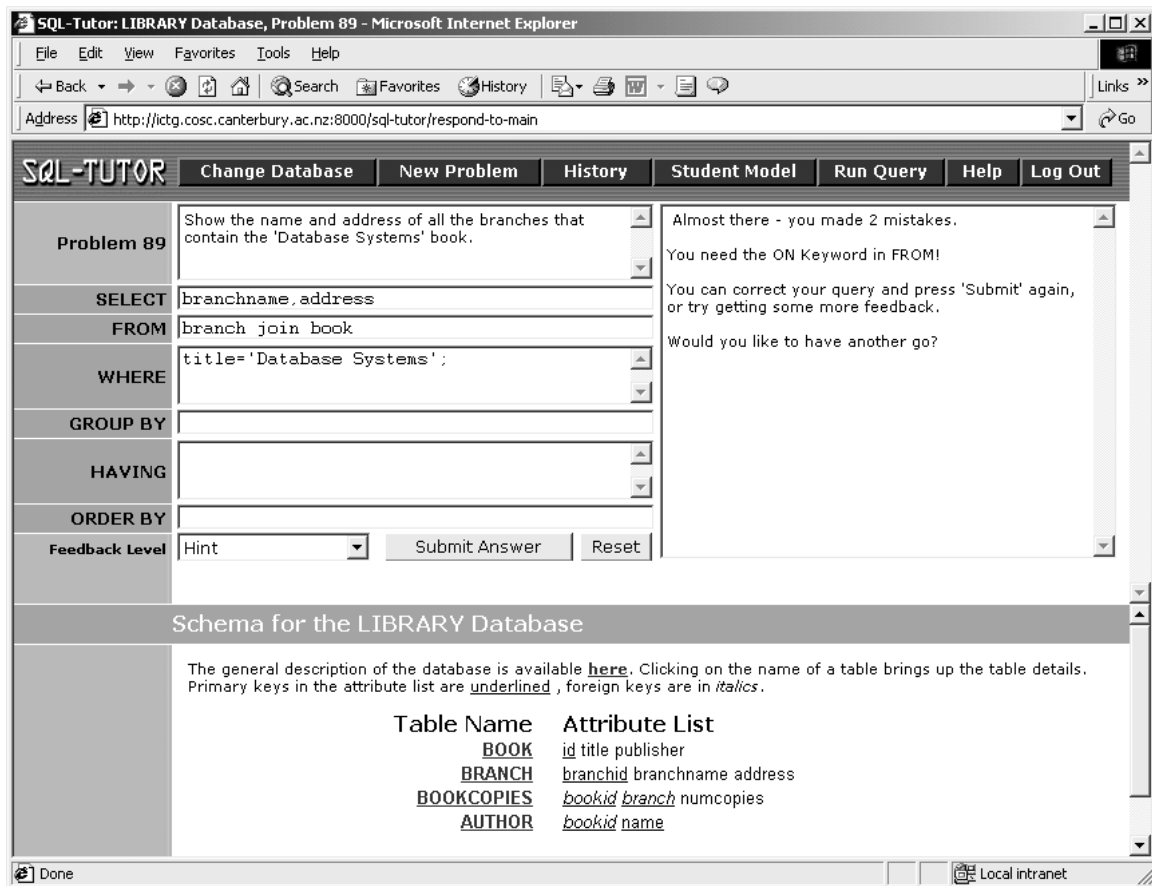 SQL-Tutor: LIBRARY Database, Problem 89 - Microsoft Internet Explorer
File Edit View Favorites Tools Help
Back Search Favorites History Links »
Address http://ictg.cosc.canterbury.ac.nz:8000/sql-tutor/respond-to-main Go
SQL-TUTOR Change Database New Problem History Student Model Run Query Help Log Out
Problem 89
Show the name and address of all the branches that
contain the 'Database Systems' book.
SELECT branchname,address
FROM branch join book
WHERE title='Database Systems';
GROUP BY
HAVING
ORDER BY
Feedback Level Hint Submit Answer Reset
Almost there - you made 2 mistakes.
You need the ON Keyword in FROM!
You can correct your query and press 'Submit' again,
or try getting some more feedback.
Would you like to have another go?
Schema for the LIBRARY Database
The general description of the database is available here. Clicking on the name of a table brings up the table details.
Primary keys in the attribute list are underlined , foreign keys are in italics.
Table Name Attribute List
BOOK id title publisher
BRANCH branchid branchname address
BOOKCOPIES bookid branch numcopies
AUTHOR bookid name
Done Local intranet